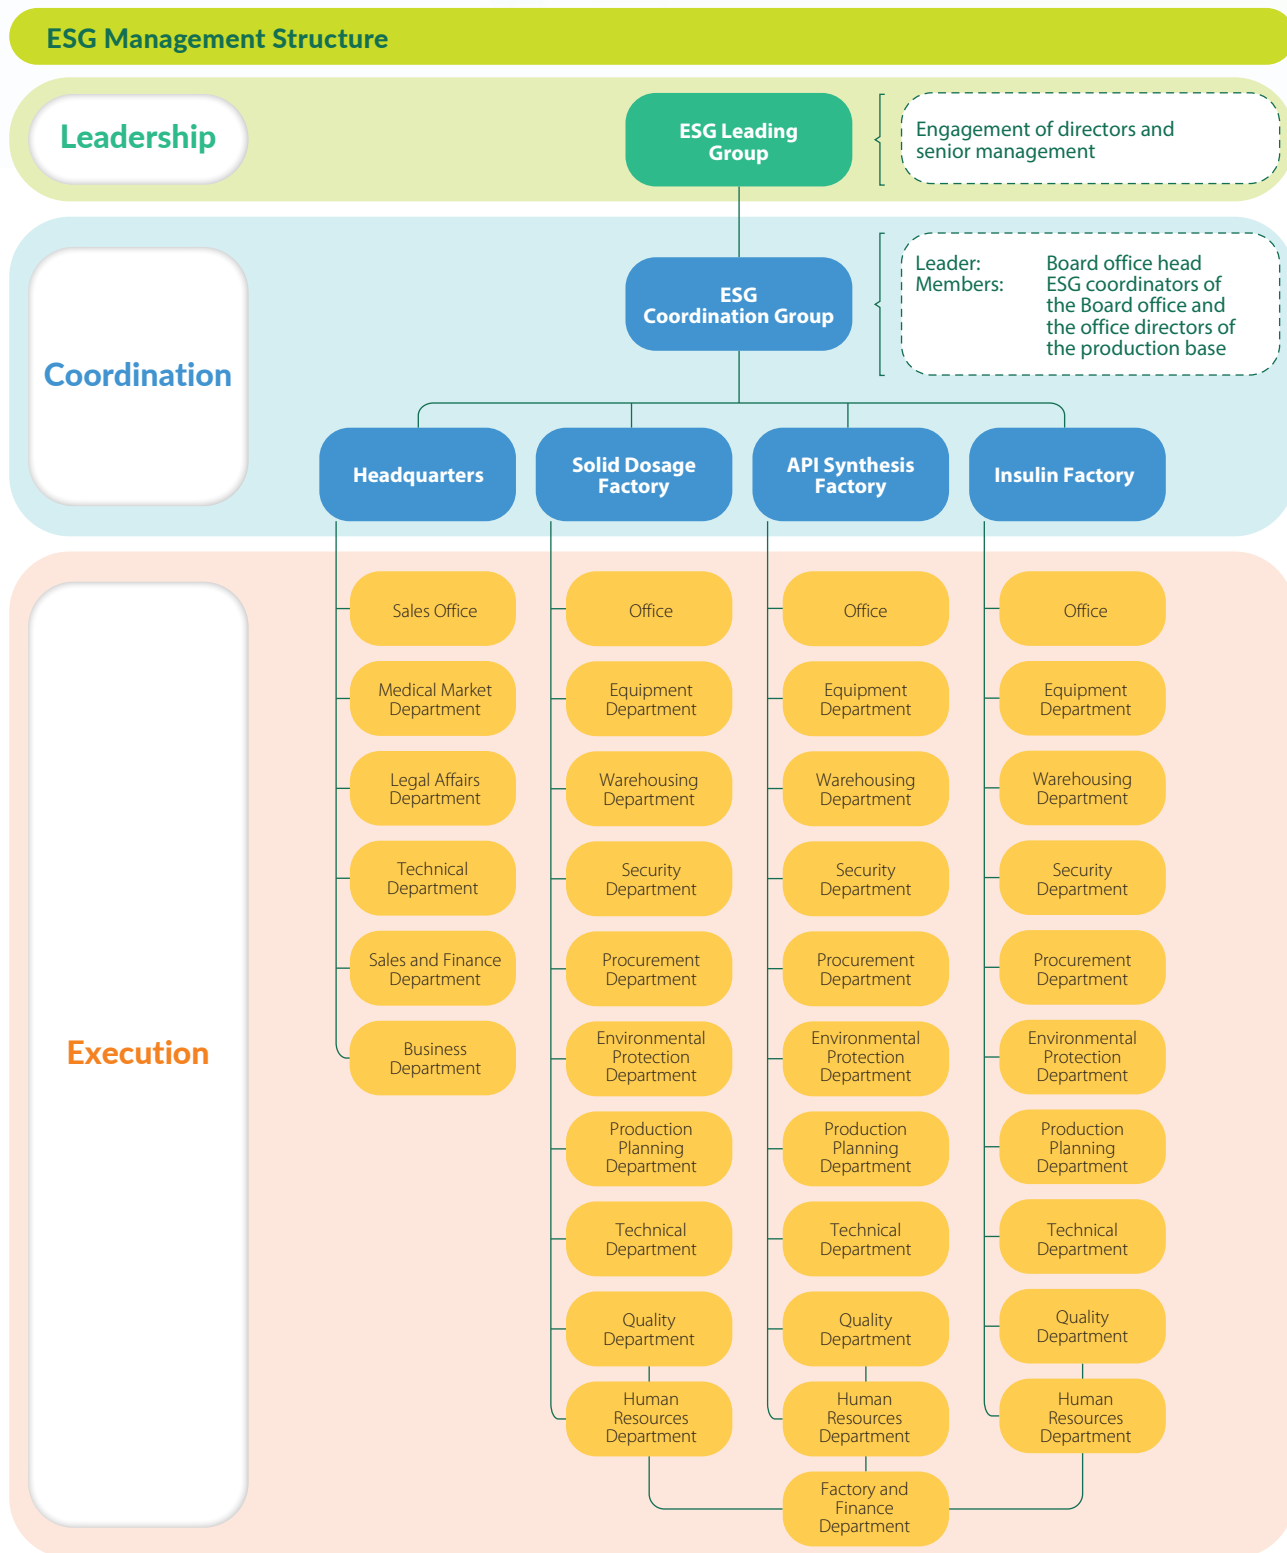 ESG Management Structure
Leadership
ESG Leading
Group
Engagement of directors and
senior management
Coordination
ESG
Coordination Group
Leader: Board office head
Members: ESG coordinators of
the Board office and
the office directors of
the production base
Headquarters
Solid Dosage
Factory
API Synthesis
Factory
Insulin Factory
Execution
Sales Office
Medical Market
Department
Legal Affairs
Department
Technical
Department
Sales and Finance
Department
Business
Department
Office
Equipment
Department
Warehousing
Department
Security
Department
Procurement
Department
Environmental
Protection
Department
Production
Planning
Department
Technical
Department
Quality
Department
Human
Resources
Department
Office
Equipment
Department
Warehousing
Department
Security
Department
Procurement
Department
Environmental
Protection
Department
Production
Planning
Department
Technical
Department
Quality
Department
Human
Resources
Department
Office
Equipment
Department
Warehousing
Department
Security
Department
Procurement
Department
Environmental
Protection
Department
Production
Planning
Department
Technical
Department
Quality
Department
Human
Resources
Department
Factory and
Finance
Department